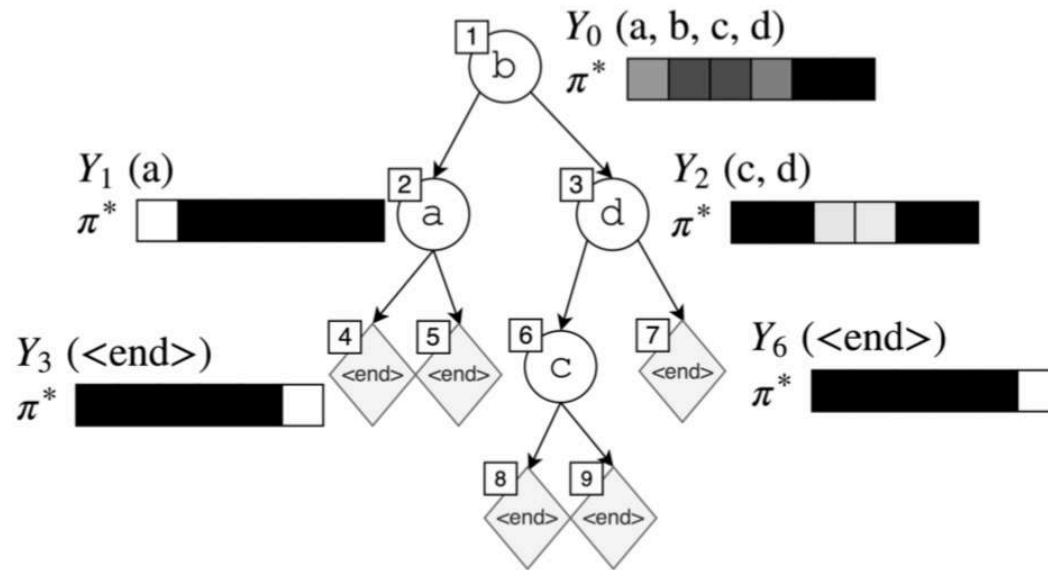 1
b
Y₀ (a, b, c, d)
π*
Y₁ (a)
π*
2
a
3
d
Y₂ (c, d)
π*
Y₃ (<end>)
π*
4
<end>
5
<end>
6
c
7
<end>
Y₆ (<end>)
π*
8
<end>
9
<end>